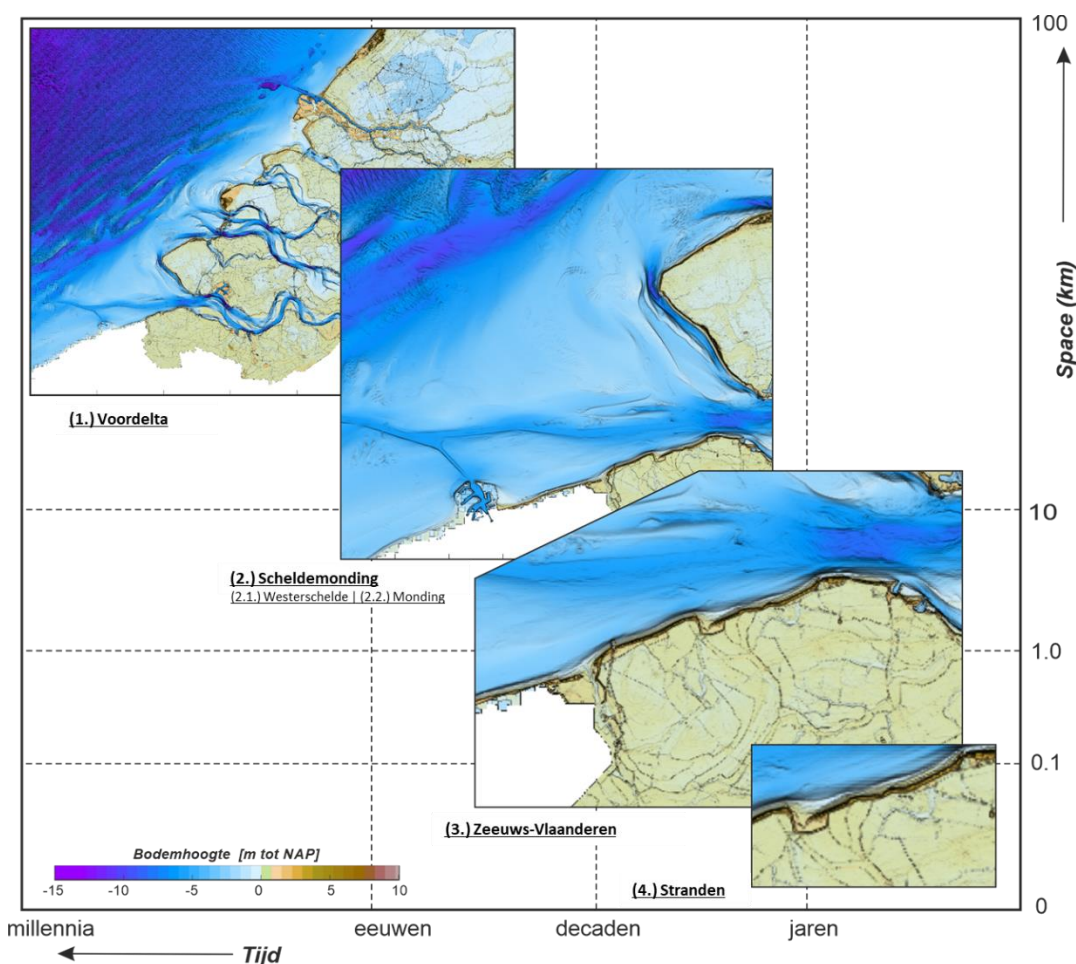 100
Space (km)
(1.) Voordelta
10
(2.) Scheldemonding
(2.1.) Westerschelde | (2.2.) Monding
1.0
0.1
(3.) Zeeuws-Vlaanderen
Bodemhoogte [m tot NAP]
-15 -10 -5 0 5 10
(4.) Stranden
0
millennia eeuwen decaden jaren
Tijd